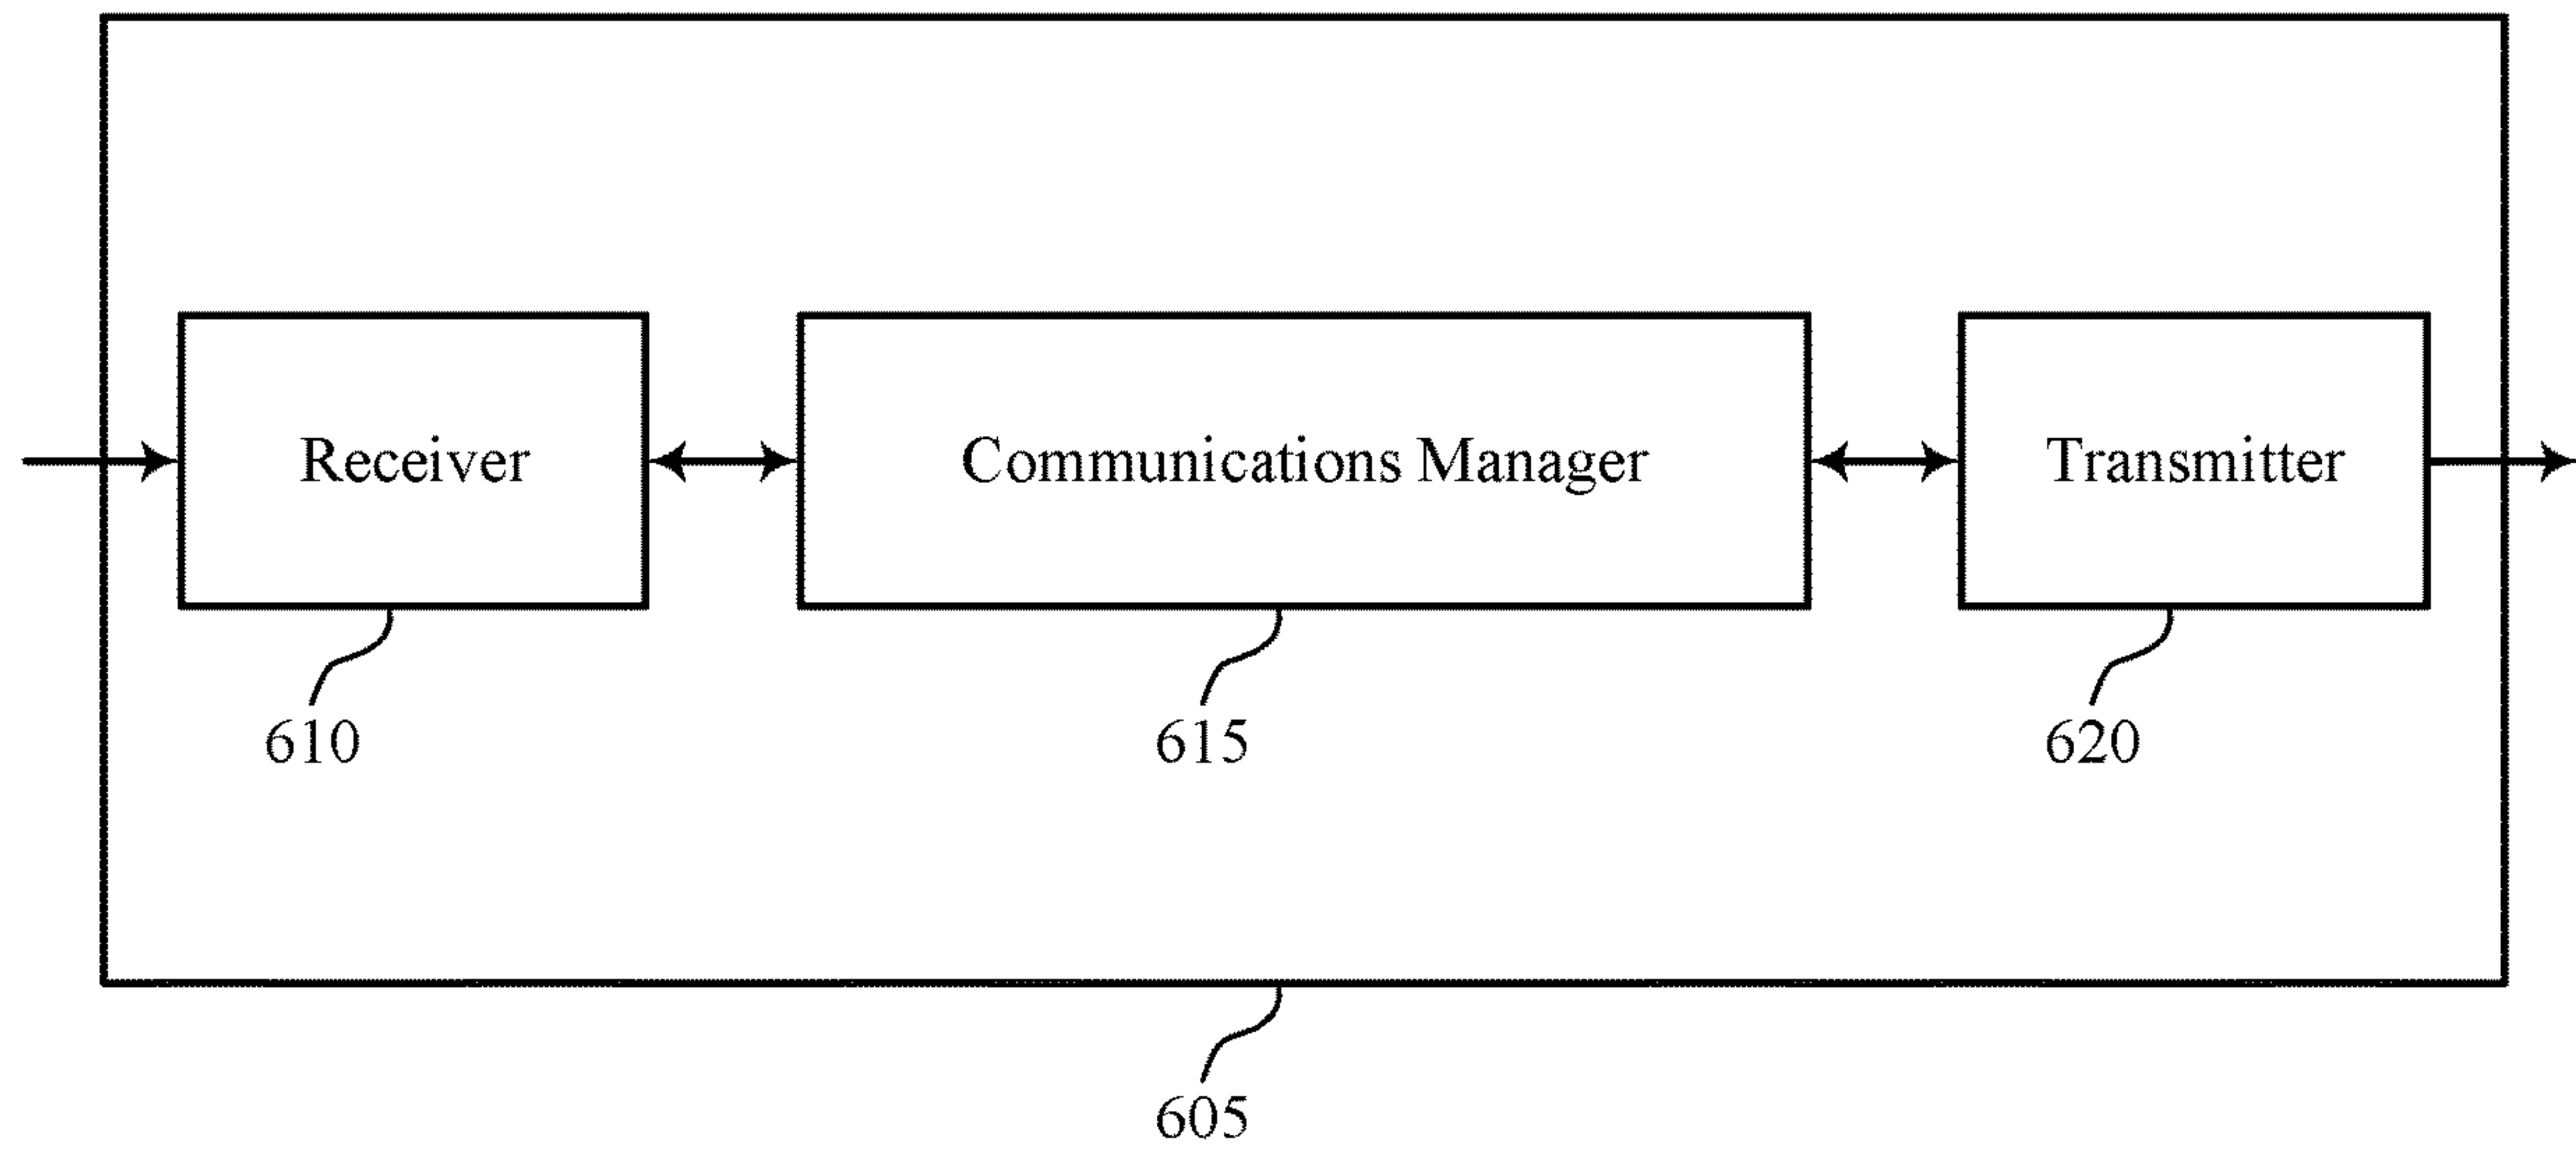 Receiver
Communications Manager
Transmitter
610
615
620
605